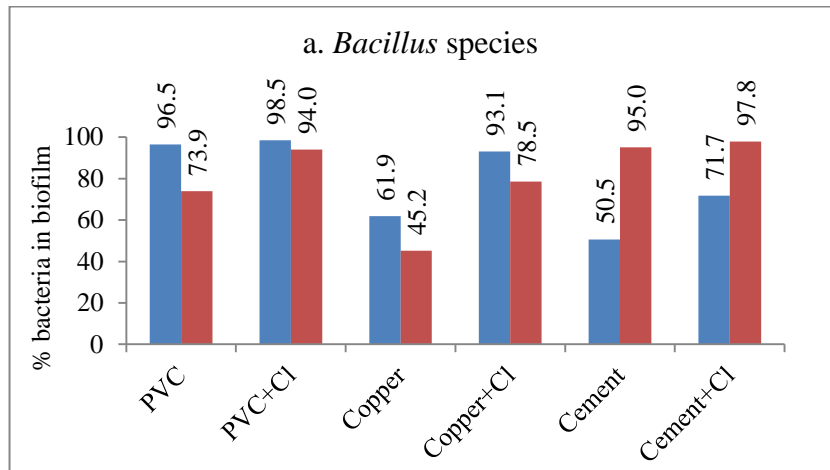 a. Bacillus species
% bacteria in biofilm
100
80
60
40
20
0
96.5
73.9
98.5
94.0
61.9
45.2
93.1
78.5
50.5
95.0
71.7
97.8
PVC
PVC+Cl
Copper
Copper+Cl
Cement
Cement+Cl